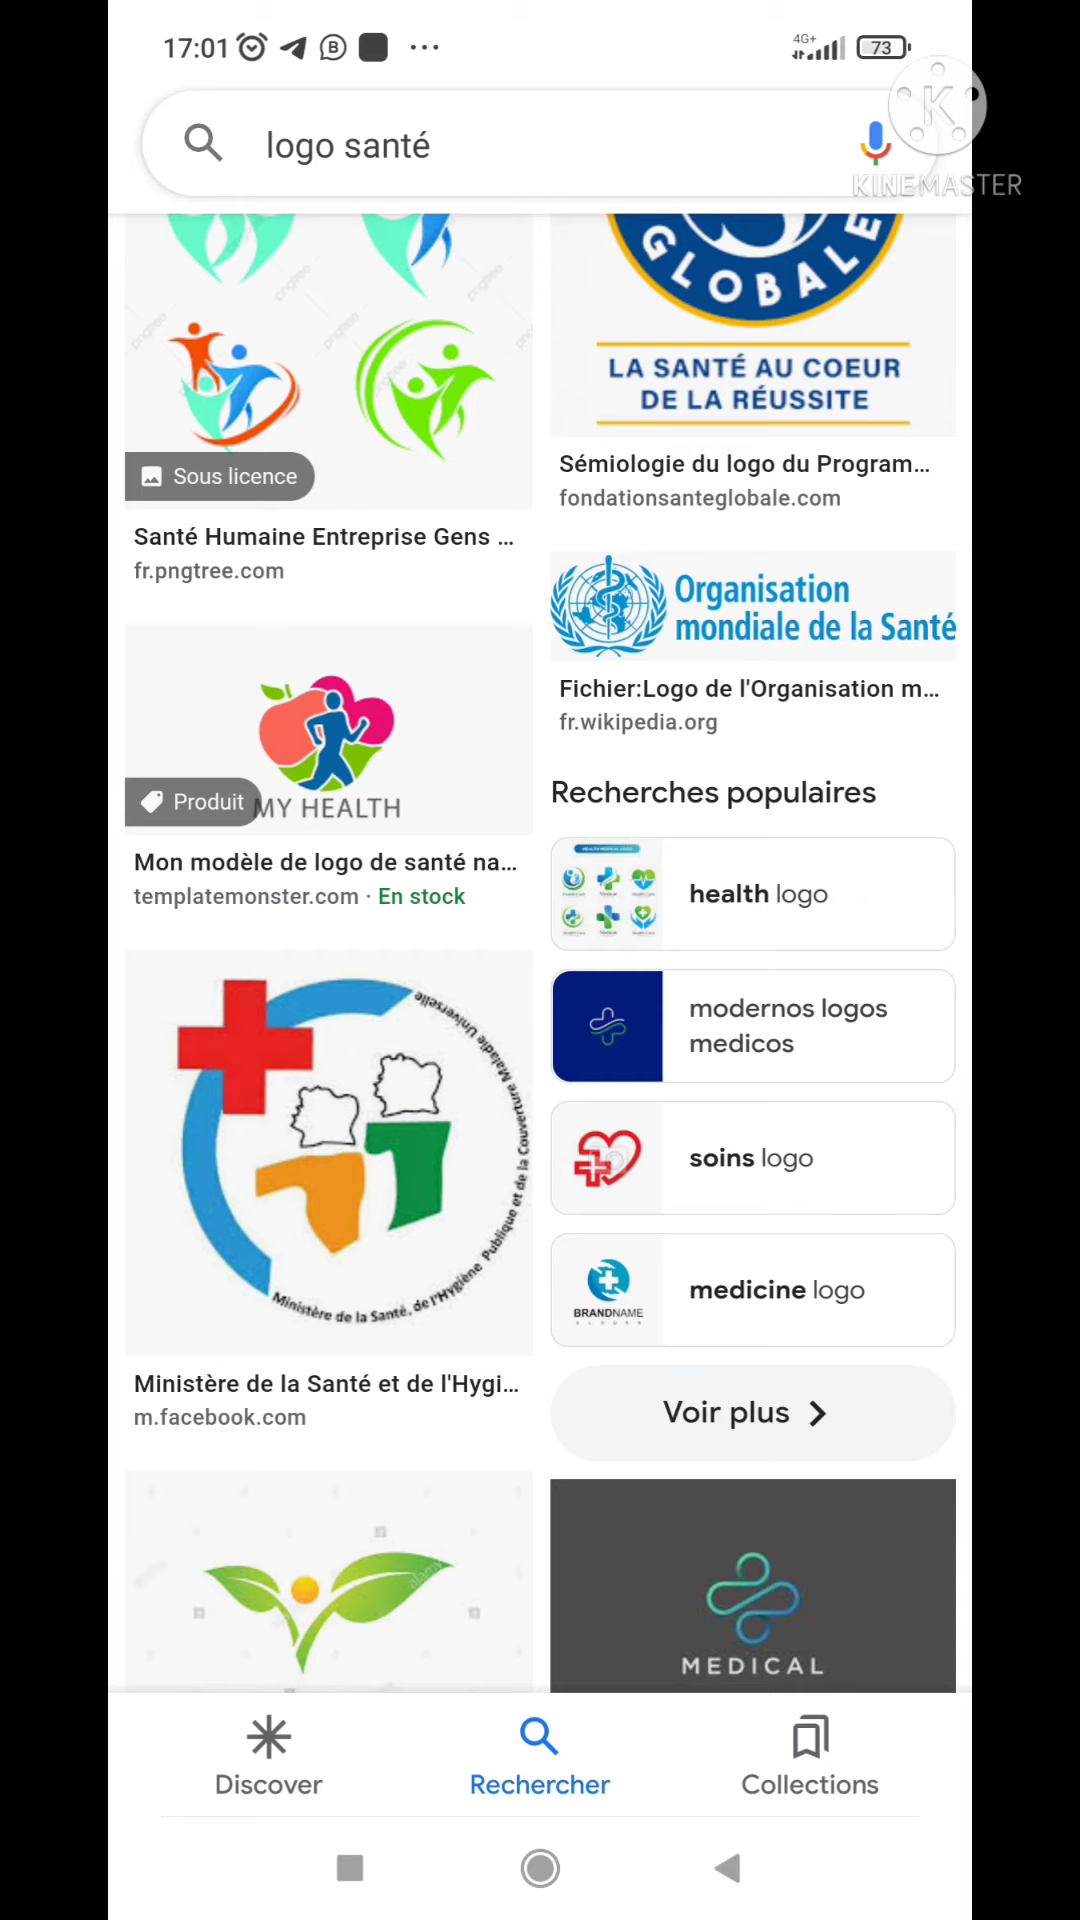 17:01
4G+
73
logo santé
KINEMASTER
Sous licence
Santé Humaine Entreprise Gens ...
fr.pngtree.com
Produit
MY HEALTH
Mon modèle de logo de santé na...
templatemonster.com · En stock
Ministère de la Santé, de l'Hygiène Publique et de la Couverture Maladie Universelle
Ministère de la Santé et de l'Hygi...
m.facebook.com
GLOBALE
LA SANTÉ AU COEUR
DE LA RÉUSSITE
Sémiologie du logo du Program...
fondationsanteglobale.com
Organisation
mondiale de la Santé
Fichier:Logo de l'Organisation m...
fr.wikipedia.org
Recherches populaires
health logo
modernos logos
medicos
soins logo
BRANDNAME
medicine logo
Voir plus
MEDICAL
Discover
Rechercher
Collections